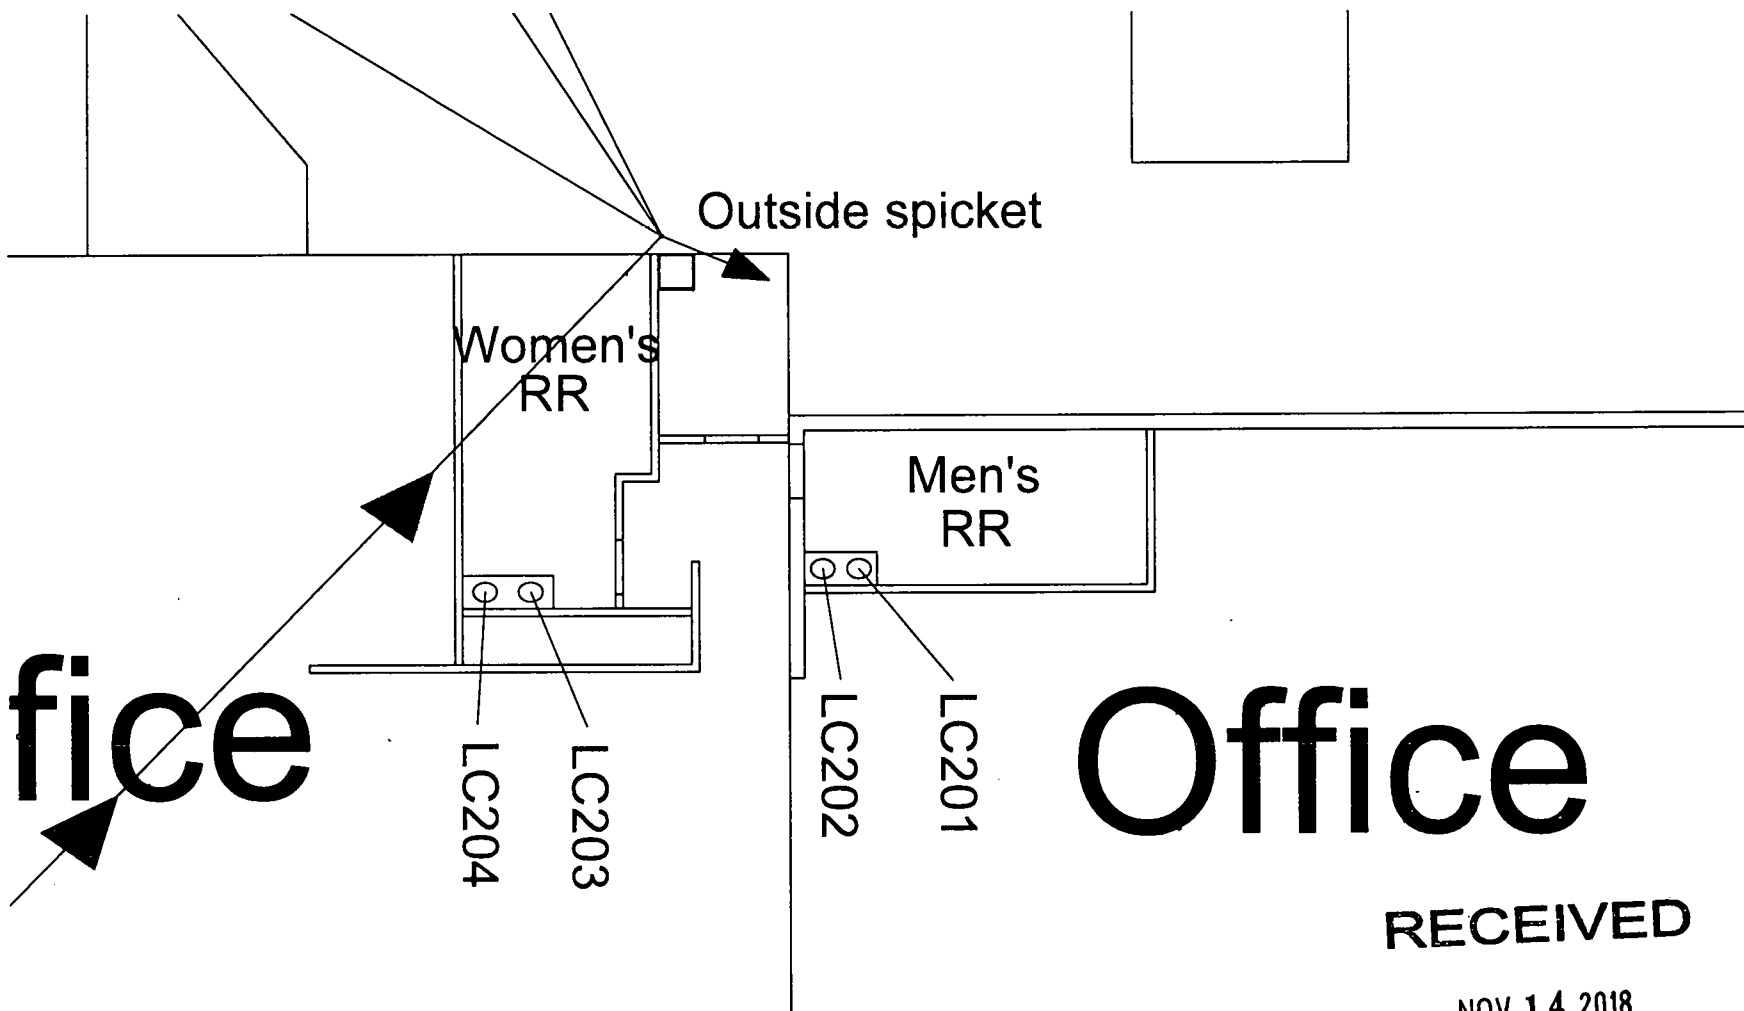 Outside spicket
Women's
RR
Men's
RR
fice
LC204
LC203
LC202
LC201
Office
RECEIVED
NOV 14 2018